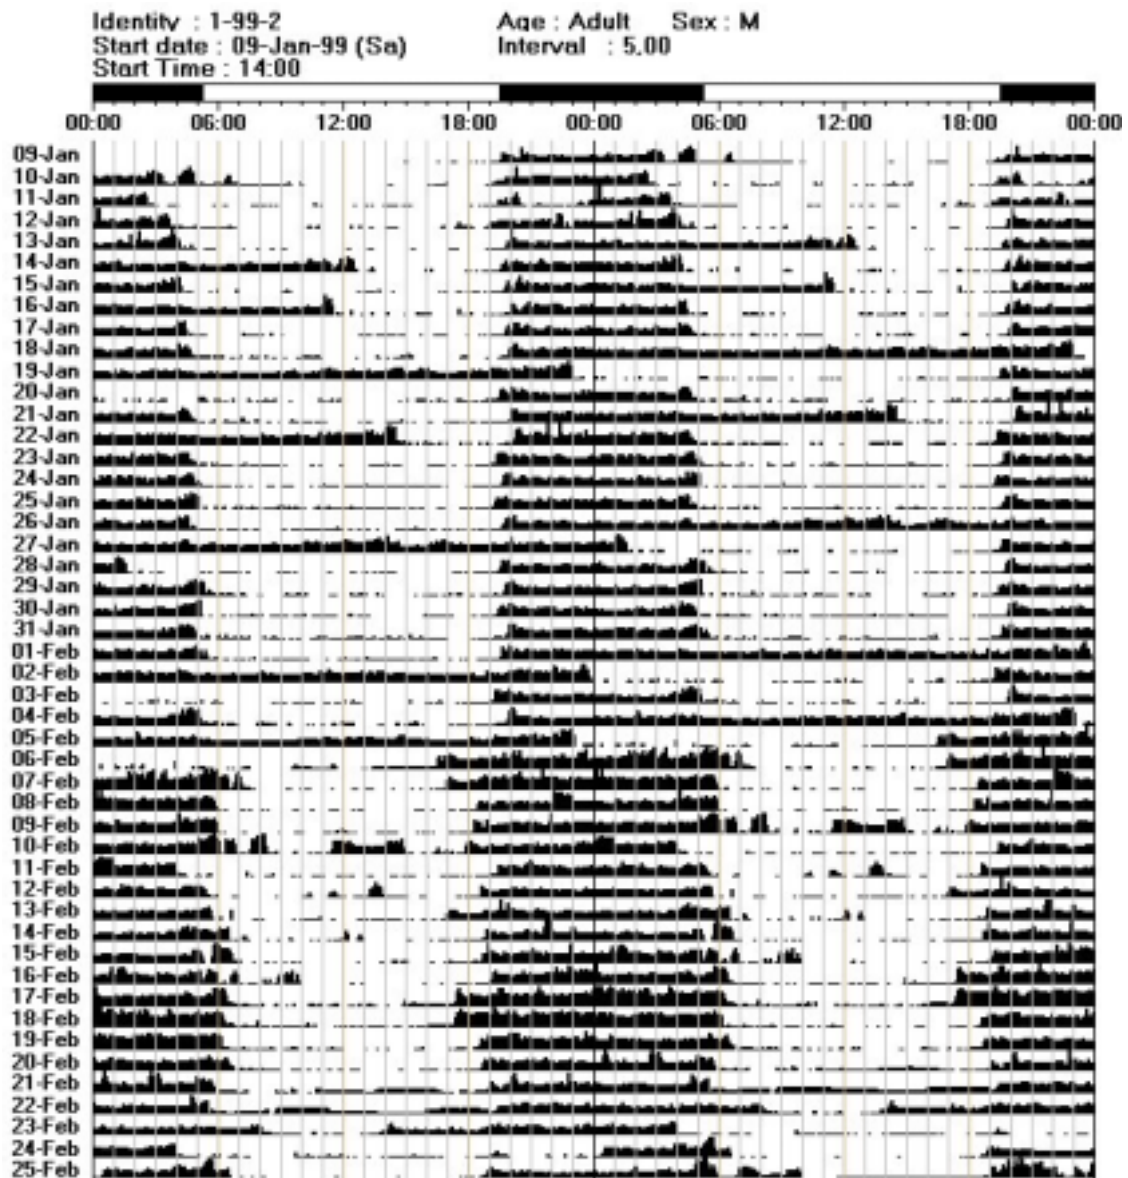 Identity : 1-99-2 Age : Adult Sex : M
Start date : 09-Jan-99 (Sa) Interval : 5.00
Start Time : 14:00
00:00 06:00 12:00 18:00 00:00 06:00 12:00 18:00 00:00
09-Jan
10-Jan
11-Jan
12-Jan
13-Jan
14-Jan
15-Jan
16-Jan
17-Jan
18-Jan
19-Jan
20-Jan
21-Jan
22-Jan
23-Jan
24-Jan
25-Jan
26-Jan
27-Jan
28-Jan
29-Jan
30-Jan
31-Jan
01-Feb
02-Feb
03-Feb
04-Feb
05-Feb
06-Feb
07-Feb
08-Feb
09-Feb
10-Feb
11-Feb
12-Feb
13-Feb
14-Feb
15-Feb
16-Feb
17-Feb
18-Feb
19-Feb
20-Feb
21-Feb
22-Feb
23-Feb
24-Feb
25-Feb